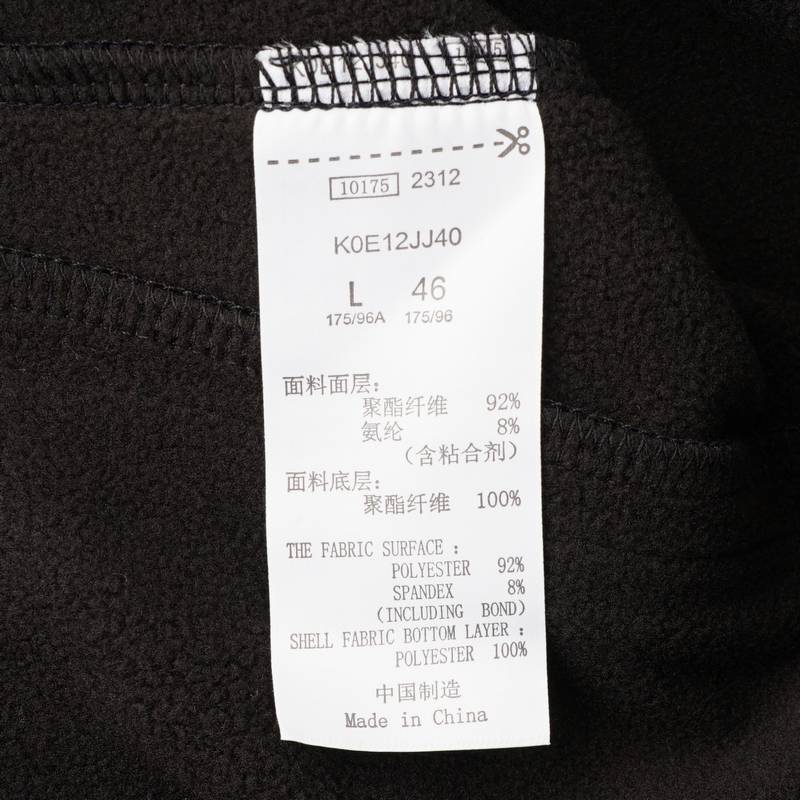 10175 2312
K0E12JJ40
L 46
175/96A 175/96
面料面层：
聚酯纤维 92%
氨纶 8%
（含粘合剂）
面料底层：
聚酯纤维 100%
THE FABRIC SURFACE :
POLYESTER 92%
SPANDEX 8%
(INCLUDING BOND)
SHELL FABRIC BOTTOM LAYER :
POLYESTER 100%
中国制造
Made in China